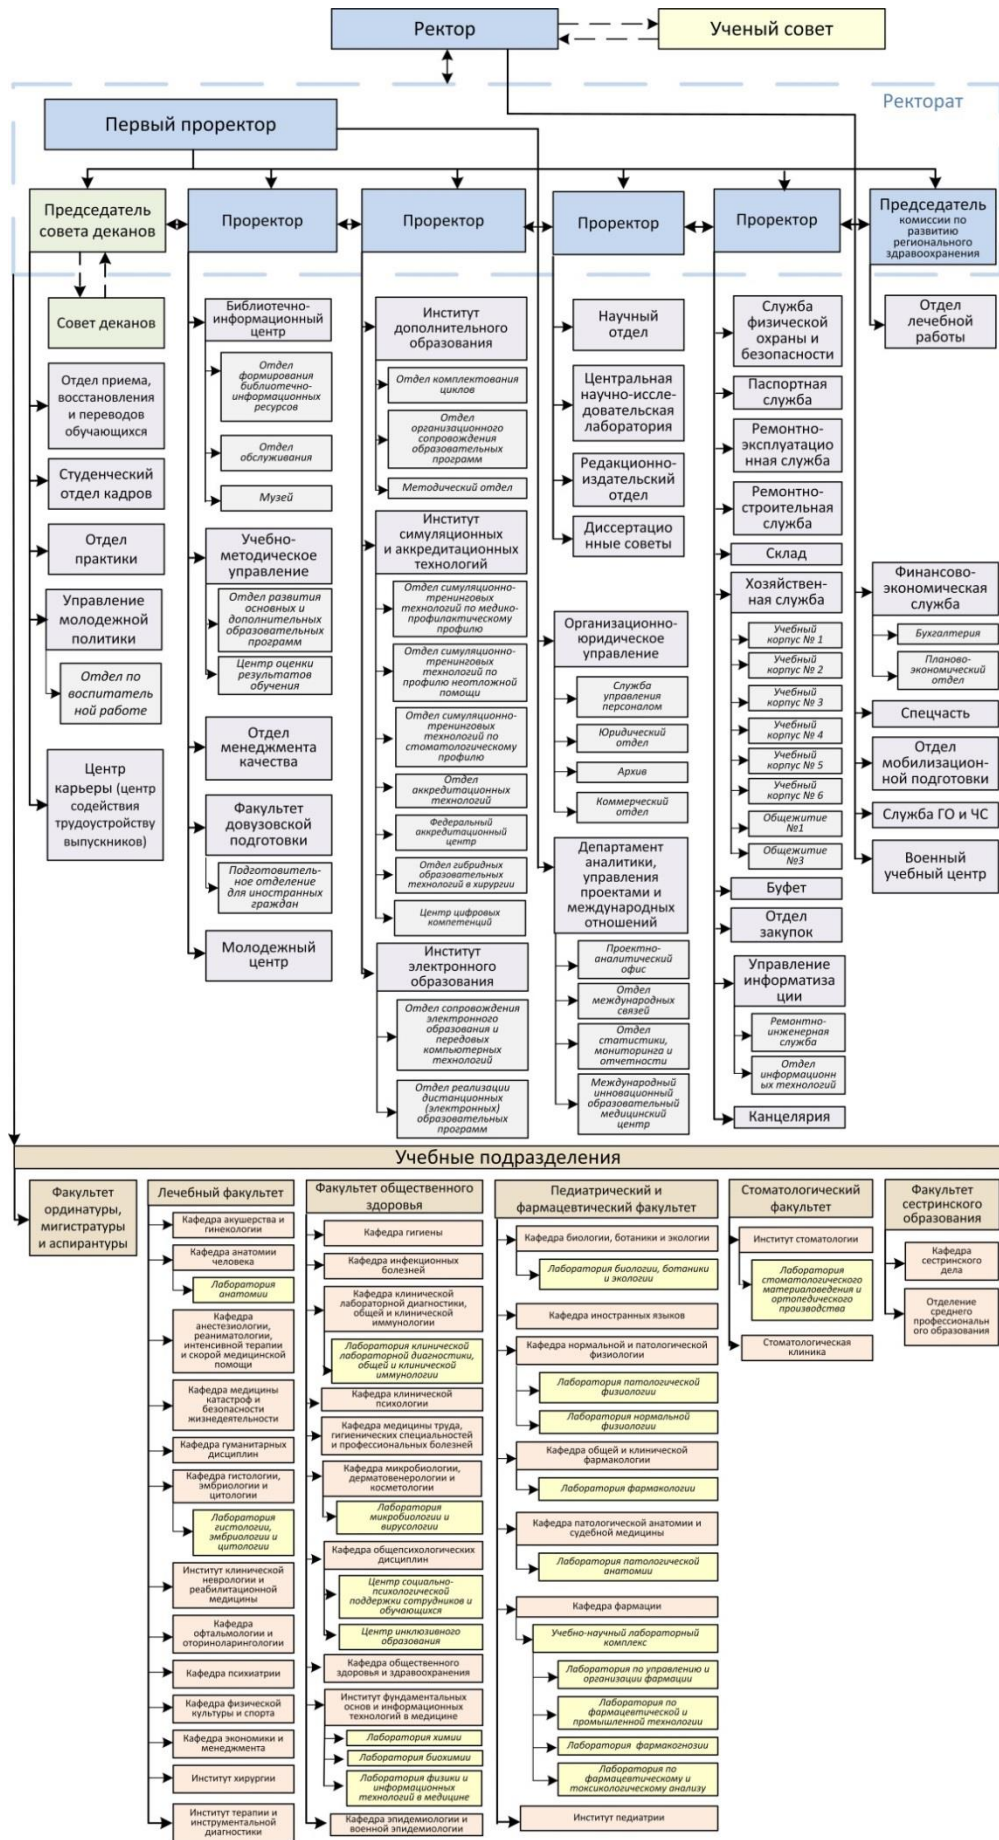 Ректор
Ученый совет
Ректорат
Первый проректор
Председатель
совета деканов
Проректор
Проректор
Проректор
Проректор
Председатель
комиссии по
развитию
регионального
здравоохранения
Совет деканов
Отдел приема,
восстановления
и переводов
обучающихся
Студенческий
отдел кадров
Отдел
практики
Управление
молодежной
политики
Отдел по
воспитатель
ной работе
Центр
карьеры (центр
содействия
трудоустройству
выпускников)
Библиотечно-
информационный
центр
Отдел
формирования
библиотечно-
информационных
ресурсов
Отдел
обслуживания
Музей
Учебно-
методическое
управление
Отдел развития
основных и
дополнительных
образовательных
программ
Центр оценки
результатов
обучения
Отдел
менеджмента
качества
Факультет
довузовской
подготовки
Подготовитель-
ное отделение
для иностранных
граждан
Молодежный
центр
Институт
дополнительного
образования
Отдел комплектования
циклов
Отдел
организационного
сопровождения
образовательных
программ
Методический отдел
Институт
симуляционных
и аккредитационных
технологий
Отдел симуляционно-
тренинговых
технологий по медико-
профилактическому
профилю
Отдел симуляционно-
тренинговых
технологий по
профилю неотложной
помощи
Отдел симуляционно-
тренинговых
технологий по
стоматологическому
профилю
Отдел
аккредитационных
технологий
Федеральный
аккредитационный
центр
Отдел гибридных
образовательных
технологий в хирургии
Центр цифровых
компетенций
Институт
электронного
образования
Отдел сопровождения
электронного
образования и
передовых
компьютерных
технологий
Отдел реализации
дистанционных
(электронных)
образовательных
программ
Научный
отдел
Центральная
научно-иссле-
довательская
лаборатория
Редакционно-
издательский
отдел
Диссертацио
нные советы
Организационно-
юридическое
управление
Служба
управления
персоналом
Юридический
отдел
Архив
Коммерческий
отдел
Департамент
аналитики,
управления
проектами и
международных
отношений
Проектно-
аналитический
офис
Отдел
международных
связей
Отдел
статистики,
мониторинга и
отчетности
Международный
инновационный
образовательный
медицинский
центр
Служба
физической
охраны и
безопасности
Паспортная
служба
Ремонтно-
эксплуатацио
нная служба
Ремонтно-
строительная
служба
Склад
Хозяйствен-
ная служба
Учебный
корпус № 1
Учебный
корпус № 2
Учебный
корпус № 3
Учебный
корпус № 4
Учебный
корпус № 5
Учебный
корпус № 6
Общежитие
№1
Общежитие
№3
Буфет
Отдел
закупок
Управление
информатиза
ции
Ремонтно-
инженерная
служба
Отдел
информационн
ых технологий
Канцелярия
Отдел
лечебной
работы
Финансово-
экономическая
служба
Бухгалтерия
Планово-
экономический
отдел
Спецчасть
Отдел
мобилизацион-
ной подготовки
Служба ГО и ЧС
Военный
учебный центр
Учебные подразделения
Факультет
ординатуры,
мигистратуры
и аспирантуры
Лечебный факультет
Кафедра акушерства и
гинекологии
Кафедра анатомии
человека
Лаборатория
анатомии
Кафедра
анестезиологии,
реаниматологии,
интенсивной терапии
и скорой медицинской
помощи
Кафедра медицины
катастроф и
безопасности
жизнедеятельности
Кафедра гуманитарных
дисциплин
Кафедра гистологии,
эмбриологии и
цитологии
Лаборатория
гистологии,
эмбриологии и
цитологии
Институт клинической
неврологии и
реабилитационной
медицины
Кафедра
офтальмологии и
оториноларингологии
Кафедра психиатрии
Кафедра физической
культуры и спорта
Кафедра экономики и
менеджмента
Институт хирургии
Институт терапии и
инструментальной
диагностики
Факультет общественного
здоровья
Кафедра гигиены
Кафедра инфекционных
болезней
Кафедра клинической
лабораторной диагностики,
общей и клинической
иммунологии
Лаборатория клинической
лабораторной диагностики,
общей и клинической
иммунологии
Кафедра клинической
психологии
Кафедра медицины труда,
гигиенических специальностей
и профессиональных болезней
Кафедра микробиологии,
дерматовенерологии и
косметологии
Лаборатория
микробиологии и
вирусологии
Кафедра общепсихологических
дисциплин
Центр социально-
психологической
поддержки сотрудников и
обучающихся
Центр инклюзивного
образования
Кафедра общественного
здоровья и здравоохранения
Институт фундаментальных
основ и информационных
технологий в медицине
Лаборатория химии
Лаборатория биохимии
Лаборатория физики и
информационных
технологий в медицине
Кафедра эпидемиологии и
военной эпидемиологии
Педиатрический и
фармацевтический факультет
Кафедра биологии, ботаники и экологии
Лаборатория биологии, ботаники
и экологии
Кафедра иностранных языков
Кафедра нормальной и патологической
физиологии
Лаборатория патологической
физиологии
Лаборатория нормальной
физиологии
Кафедра общей и клинической
фармакологии
Лаборатория фармакологии
Кафедра патологической анатомии и
судебной медицины
Лаборатория патологической
анатомии
Кафедра фармации
Учебно-научный лабораторный
комплекс
Лаборатория по управлению и
организации фармации
Лаборатория по
фармацевтической
и промышленной технологии
Лаборатория фармакогнозии
Лаборатория по
фармацевтическому и
токсикологическому анализу
Институт педиатрии
Стоматологический
факультет
Институт стоматологии
Лаборатория
стоматологического
материаловедения и
ортопедического
производства
Стоматологическая
клиника
Факультет
сестринского
образования
Кафедра
сестринского
дела
Отделение
среднего
профессиональн
ого образования